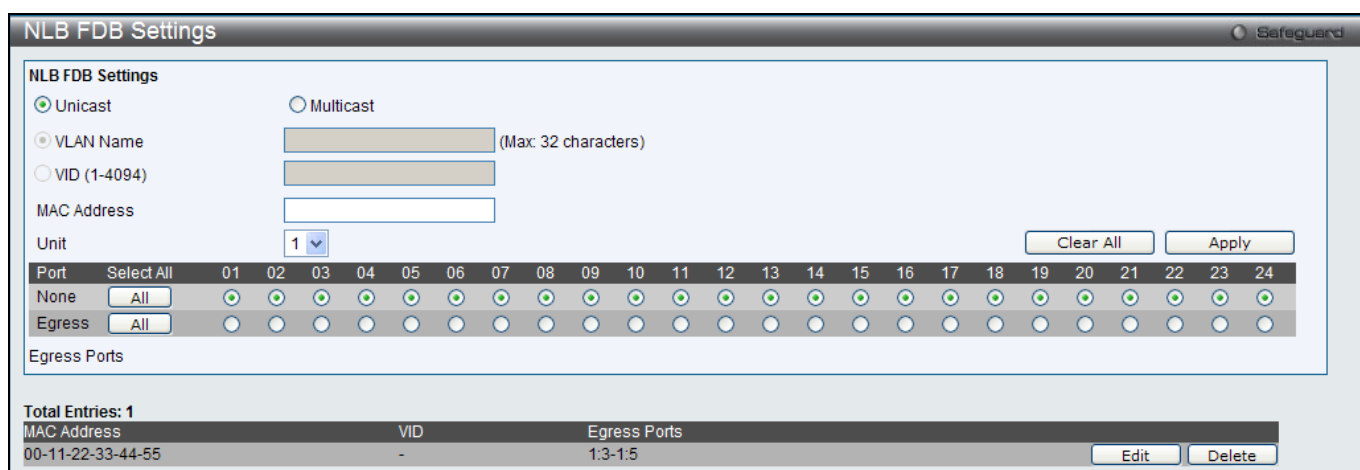 NLB FDB Settings Safeguard
NLB FDB Settings
Unicast Multicast
VLAN Name (Max: 32 characters)
VID (1-4094)
MAC Address
Unit 1 Clear All Apply
Port Select All 01 02 03 04 05 06 07 08 09 10 11 12 13 14 15 16 17 18 19 20 21 22 23 24
None All
Egress All
Egress Ports
Total Entries: 1
MAC Address VID Egress Ports
00-11-22-33-44-55 - 1:3-1:5 Edit Delete